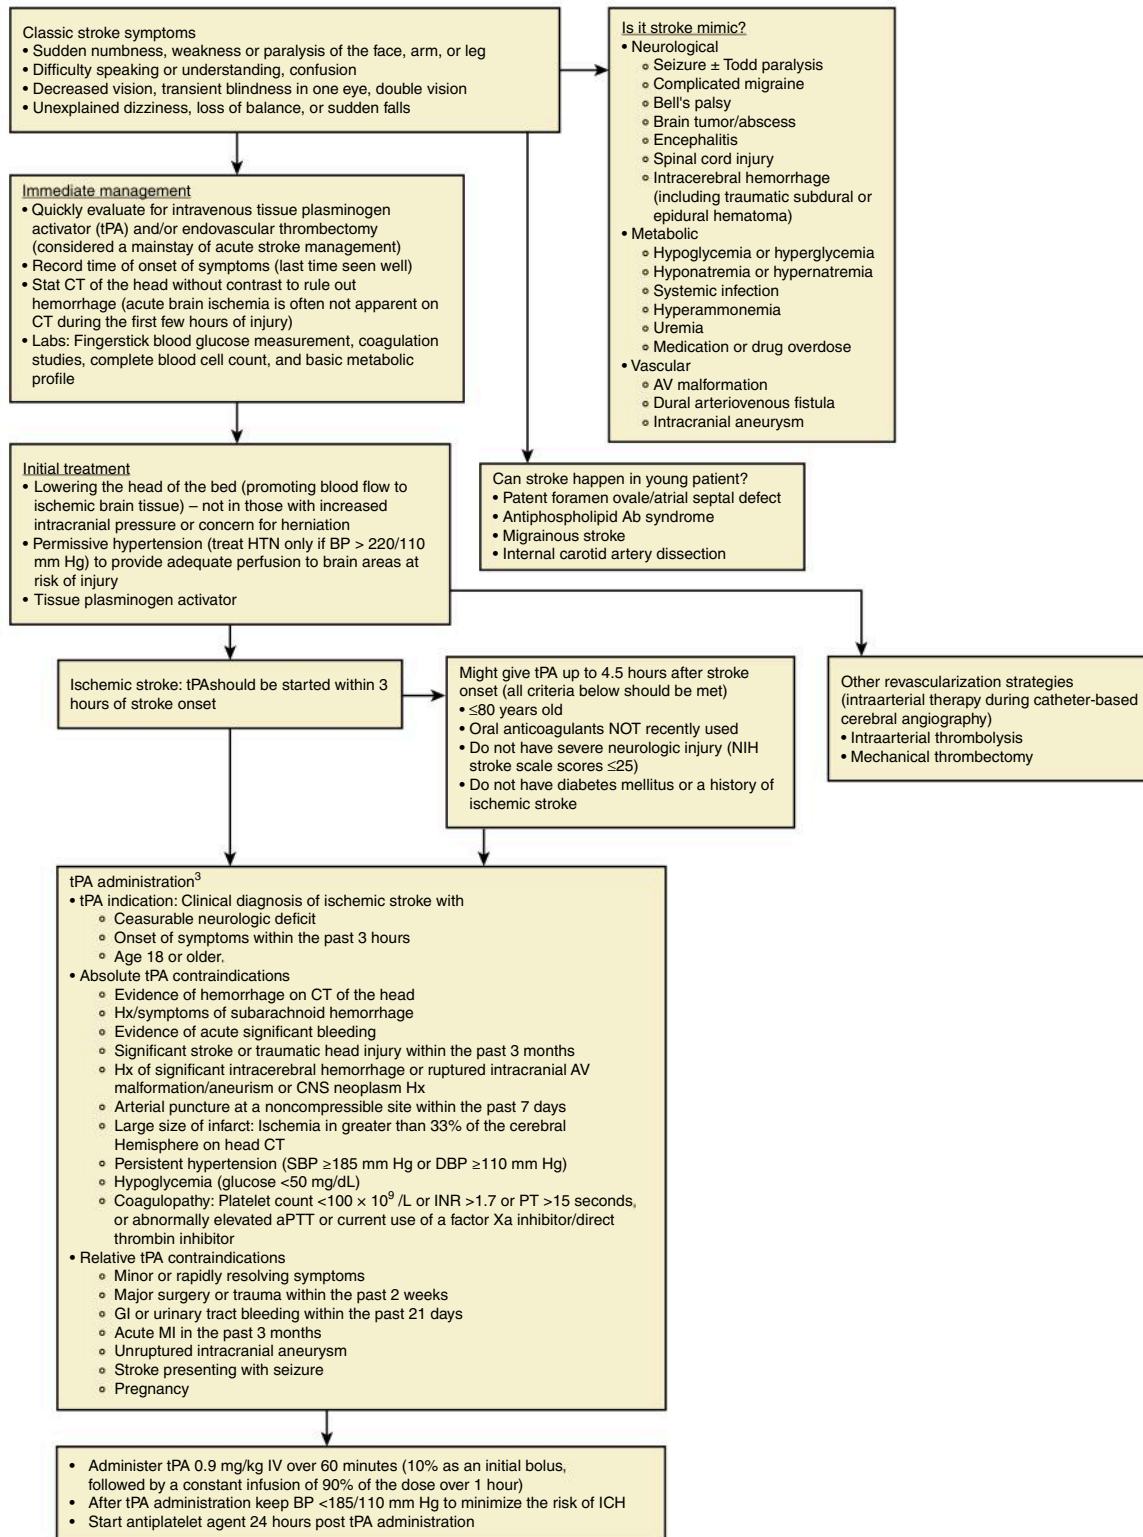 Classic stroke symptoms
• Sudden numbness, weakness or paralysis of the face, arm, or leg
• Difficulty speaking or understanding, confusion
• Decreased vision, transient blindness in one eye, double vision
• Unexplained dizziness, loss of balance, or sudden falls
Is it stroke mimic?
• Neurological
Seizure ± Todd paralysis
Complicated migraine
Bell's palsy
Brain tumor/abscess
Encephalitis
Spinal cord injury
Intracerebral hemorrhage
(including traumatic subdural or
epidural hematoma)
• Metabolic
Hypoglycemia or hyperglycemia
Hyponatremia or hypernatremia
Systemic infection
Hyperammonemia
Uremia
Medication or drug overdose
• Vascular
AV malformation
Dural arteriovenous fistula
Intracranial aneurysm
Immediate management
• Quickly evaluate for intravenous tissue plasminogen
activator (tPA) and/or endovascular thrombectomy
(considered a mainstay of acute stroke management)
• Record time of onset of symptoms (last time seen well)
• Stat CT of the head without contrast to rule out
hemorrhage (acute brain ischemia is often not apparent on
CT during the first few hours of injury)
• Labs: Fingerstick blood glucose measurement, coagulation
studies, complete blood cell count, and basic metabolic
profile
Initial treatment
• Lowering the head of the bed (promoting blood flow to
ischemic brain tissue) – not in those with increased
intracranial pressure or concern for herniation
• Permissive hypertension (treat HTN only if BP > 220/110
mm Hg) to provide adequate perfusion to brain areas at
risk of injury
• Tissue plasminogen activator
Can stroke happen in young patient?
• Patent foramen ovale/atrial septal defect
• Antiphospholipid Ab syndrome
• Migrainous stroke
• Internal carotid artery dissection
Ischemic stroke: tPAshould be started within 3
hours of stroke onset
Might give tPA up to 4.5 hours after stroke
onset (all criteria below should be met)
• ≤80 years old
• Oral anticoagulants NOT recently used
• Do not have severe neurologic injury (NIH
stroke scale scores ≤25)
• Do not have diabetes mellitus or a history of
ischemic stroke
Other revascularization strategies
(intraarterial therapy during catheter-based
cerebral angiography)
• Intraarterial thrombolysis
• Mechanical thrombectomy
tPA administration³
• tPA indication: Clinical diagnosis of ischemic stroke with
Ceasurable neurologic deficit
Onset of symptoms within the past 3 hours
Age 18 or older.
• Absolute tPA contraindications
Evidence of hemorrhage on CT of the head
Hx/symptoms of subarachnoid hemorrhage
Evidence of acute significant bleeding
Significant stroke or traumatic head injury within the past 3 months
Hx of significant intracerebral hemorrhage or ruptured intracranial AV
malformation/aneurism or CNS neoplasm Hx
Arterial puncture at a noncompressible site within the past 7 days
Large size of infarct: Ischemia in greater than 33% of the cerebral
Hemisphere on head CT
Persistent hypertension (SBP ≥185 mm Hg or DBP ≥110 mm Hg)
Hypoglycemia (glucose <50 mg/dL)
Coagulopathy: Platelet count <100 × 10⁹ /L or INR >1.7 or PT >15 seconds,
or abnormally elevated aPTT or current use of a factor Xa inhibitor/direct
thrombin inhibitor
• Relative tPA contraindications
Minor or rapidly resolving symptoms
Major surgery or trauma within the past 2 weeks
GI or urinary tract bleeding within the past 21 days
Acute MI in the past 3 months
Unruptured intracranial aneurysm
Stroke presenting with seizure
Pregnancy
• Administer tPA 0.9 mg/kg IV over 60 minutes (10% as an initial bolus,
followed by a constant infusion of 90% of the dose over 1 hour)
• After tPA administration keep BP <185/110 mm Hg to minimize the risk of ICH
• Start antiplatelet agent 24 hours post tPA administration